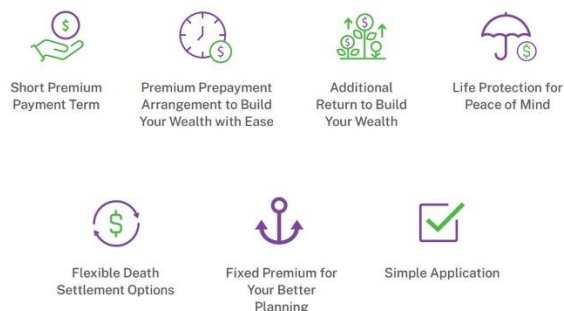 Short Premium
Payment Term
Premium Prepayment
Arrangement to Build
Your Wealth with Ease
Additional
Return to Build
Your Wealth
Life Protection for
Peace of Mind
Flexible Death
Settlement Options
Fixed Premium for
Your Better
Planning
Simple Application